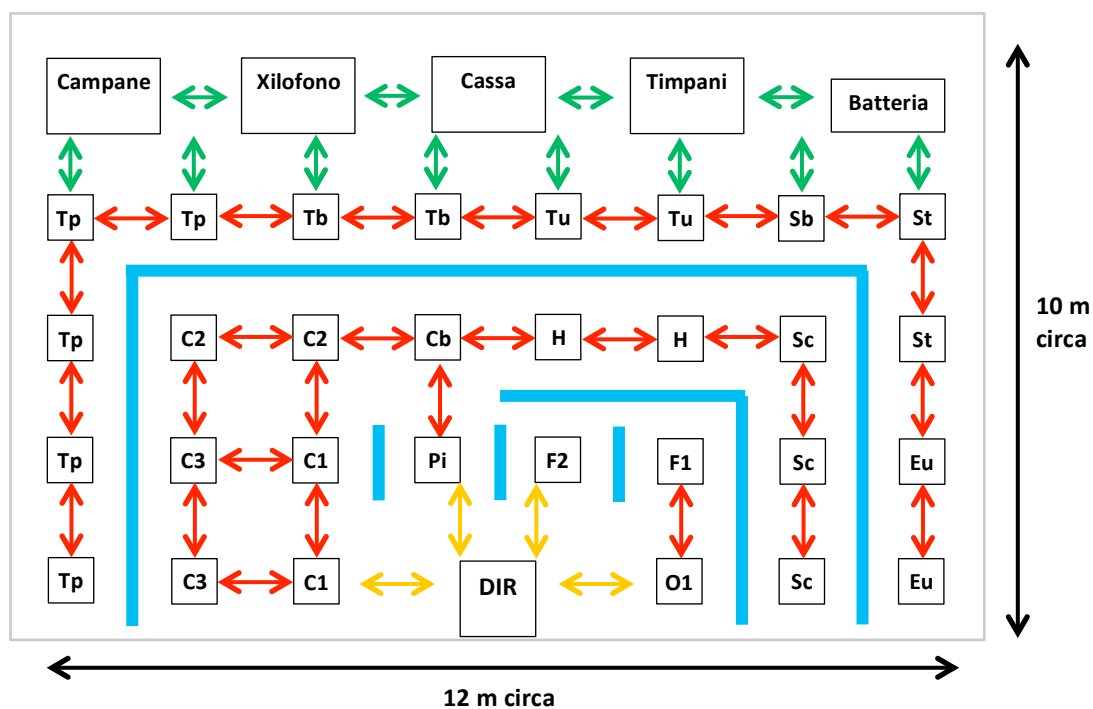 Campane Xilofono Cassa Timpani Batteria
Tp Tp Tb Tb Tu Tu Sb St
10 m
circa
Tp C2 C2 Cb H H Sc St
Tp C3 C1 Pi F2 F1 Sc Eu
Tp C3 C1 DIR O1 Sc Eu
12 m circa